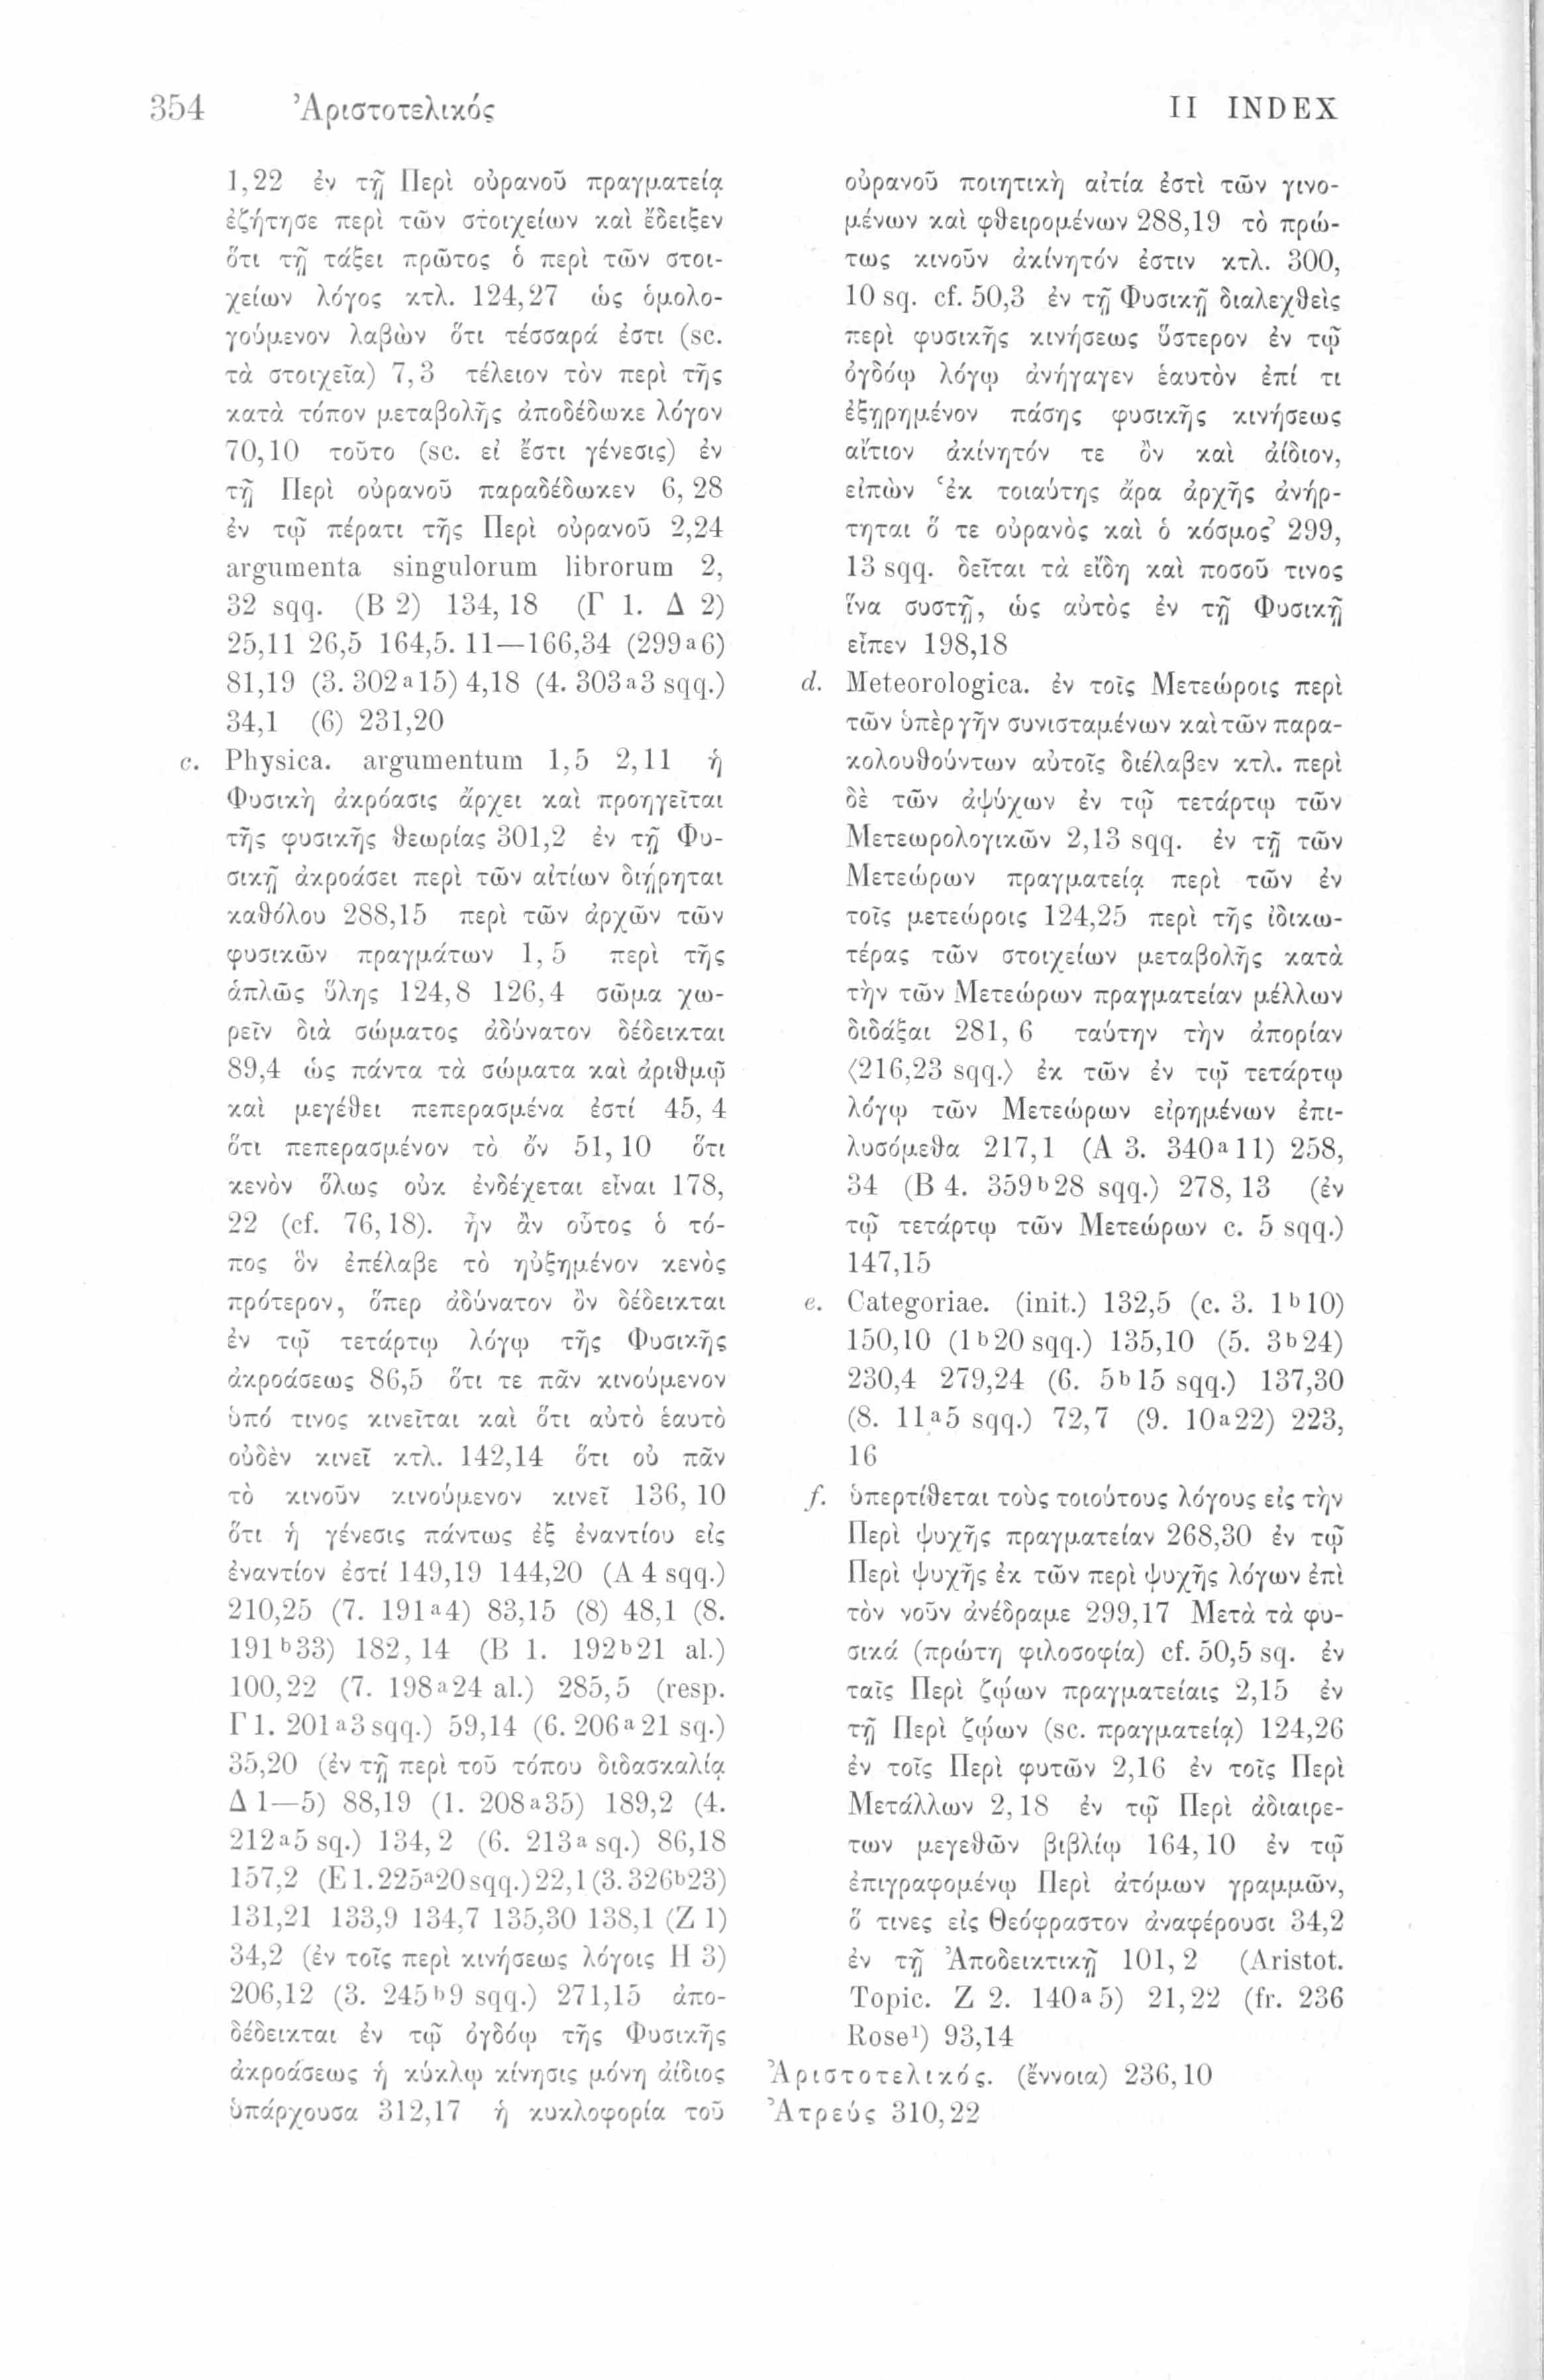 354 Ἀριστοτελικός II INDEX
1,22 ἐν τῇ Περὶ οὐρανοῦ πραγματείᾳ
ἐζήτησε περὶ τῶν στοιχείων καὶ ἔδειξεν
ὅτι τῇ τάξει πρῶτος ὁ περὶ τῶν στοι-
χείων λόγος κτλ. 124,27 ὡς ὁμολο-
γούμενον λαβὼν ὅτι τέσσαρά ἐστι (sc.
τὰ στοιχεῖα) 7,3 τέλειον τὸν περὶ τῆς
κατὰ τόπον μεταβολῆς ἀποδέδωκε λόγον
70,10 τοῦτο (sc. εἰ ἔστι γένεσις) ἐν
τῇ Περὶ οὐρανοῦ παραδέδωκεν 6,28
ἐν τῷ πέρατι τῆς Περὶ οὐρανοῦ 2,24
argumenta singulorum librorum 2,
32 sqq. (B 2) 134,18 (Γ 1. Δ 2)
25,11 26,5 164,5. 11—166,34 (299a6)
81,19 (3. 302a15) 4,18 (4. 303a3 sqq.)
34,1 (6) 231,20
c. Physica. argumentum 1,5 2,11 ἡ
Φυσικὴ ἀκρόασις ἄρχει καὶ προηγεῖται
τῆς φυσικῆς θεωρίας 301,2 ἐν τῇ Φυ-
σικῇ ἀκροάσει περὶ τῶν αἰτίων διῄρηται
καθόλου 288,15 περὶ τῶν ἀρχῶν τῶν
φυσικῶν πραγμάτων 1,5 περὶ τῆς
ἁπλῶς ὕλης 124,8 126,4 σῶμα χω-
ρεῖν διὰ σώματος ἀδύνατον δέδεικται
89,4 ὡς πάντα τὰ σώματα καὶ ἀριθμῷ
καὶ μεγέθει πεπερασμένα ἐστί 45,4
ὅτι πεπερασμένον τὸ ὄν 51,10 ὅτι
κενὸν ὅλως οὐκ ἐνδέχεται εἶναι 178,
22 (cf. 76,18). ἦν ἂν οὗτος ὁ τό-
πος ὃν ἐπέλαβε τὸ ηὐξημένον κενὸς
πρότερον, ὅπερ ἀδύνατον ὂν δέδεικται
ἐν τῷ τετάρτῳ λόγῳ τῆς Φυσικῆς
ἀκροάσεως 86,5 ὅτι τε πᾶν κινούμενον
ὑπό τινος κινεῖται καὶ ὅτι αὐτὸ ἑαυτὸ
οὐδὲν κινεῖ κτλ. 142,14 ὅτι οὐ πᾶν
τὸ κινοῦν κινούμενον κινεῖ 136,10
ὅτι ἡ γένεσις πάντως ἐξ ἐναντίου εἰς
ἐναντίον ἐστί 149,19 144,20 (A 4 sqq.)
210,25 (7. 191a4) 83,15 (8) 48,1 (8.
191b33) 182,14 (B 1. 192b21 al.)
100,22 (7. 198a24 al.) 285,5 (resp.
Γ 1. 201a3 sqq.) 59,14 (6. 206a21 sq.)
35,20 (ἐν τῇ περὶ τοῦ τόπου διδασκαλίᾳ
Δ 1—5) 88,19 (1. 208a35) 189,2 (4.
212a5 sq.) 134,2 (6. 213a sq.) 86,18
157,2 (E 1. 225a20 sqq.) 22,1 (3. 326b23)
131,21 133,9 134,7 135,30 138,1 (Z 1)
34,2 (ἐν τοῖς περὶ κινήσεως λόγοις H 3)
206,12 (3. 245b9 sqq.) 271,15 ἀπο-
δέδεικται ἐν τῷ ὀγδόῳ τῆς Φυσικῆς
ἀκροάσεως ἡ κύκλῳ κίνησις μόνη ἀίδιος
ὑπάρχουσα 312,17 ἡ κυκλοφορία τοῦ
οὐρανοῦ ποιητικὴ αἰτία ἐστὶ τῶν γινο-
μένων καὶ φθειρομένων 288,19 τὸ πρώ-
τως κινοῦν ἀκίνητόν ἐστιν κτλ. 300,
10 sq. cf. 50,3 ἐν τῇ Φυσικῇ διαλεχθεὶς
περὶ φυσικῆς κινήσεως ὕστερον ἐν τῷ
ὀγδόῳ λόγῳ ἀνήγαγεν ἑαυτὸν ἐπί τι
ἐξῃρημένον πάσης φυσικῆς κινήσεως
αἴτιον ἀκίνητόν τε ὂν καὶ ἀίδιον,
εἰπὼν ‘ἐκ τοιαύτης ἄρα ἀρχῆς ἀνήρ-
τηται ὅ τε οὐρανὸς καὶ ὁ κόσμος’ 299,
13 sqq. δεῖται τὰ εἴδη καὶ ποσοῦ τινος
ἵνα συστῇ, ὡς αὐτὸς ἐν τῇ Φυσικῇ
εἶπεν 198,18
d. Meteorologica. ἐν τοῖς Μετεώροις περὶ
τῶν ὑπὲρ γῆν συνισταμένων καὶ τῶν παρα-
κολουθούντων αὐτοῖς διέλαβεν κτλ. περὶ
δὲ τῶν ἀψύχων ἐν τῷ τετάρτῳ τῶν
Μετεωρολογικῶν 2,13 sqq. ἐν τῇ τῶν
Μετεώρων πραγματείᾳ περὶ τῶν ἐν
τοῖς μετεώροις 124,25 περὶ τῆς ἰδικω-
τέρας τῶν στοιχείων μεταβολῆς κατὰ
τὴν τῶν Μετεώρων πραγματείαν μέλλων
διδάξαι 281,6 ταύτην τὴν ἀπορίαν
⟨216,23 sqq.⟩ ἐκ τῶν ἐν τῷ τετάρτῳ
λόγῳ τῶν Μετεώρων εἰρημένων ἐπι-
λυσόμεθα 217,1 (A 3. 340a11) 258,
34 (B 4. 359b28 sqq.) 278,13 (ἐν
τῷ τετάρτῳ τῶν Μετεώρων c. 5 sqq.)
147,15
e. Categoriae. (init.) 132,5 (c. 3. 1b10)
150,10 (1b20 sqq.) 135,10 (5. 3b24)
230,4 279,24 (6. 5b15 sqq.) 137,30
(8. 11a5 sqq.) 72,7 (9. 10a22) 223,
16
f. ὑπερτίθεται τοὺς τοιούτους λόγους εἰς τὴν
Περὶ ψυχῆς πραγματείαν 268,30 ἐν τῷ
Περὶ ψυχῆς ἐκ τῶν περὶ ψυχῆς λόγων ἐπὶ
τὸν νοῦν ἀνέδραμε 299,17 Μετὰ τὰ φυ-
σικά (πρώτη φιλοσοφία) cf. 50,5 sq. ἐν
ταῖς Περὶ ζῴων πραγματείαις 2,15 ἐν
τῇ Περὶ ζῴων (sc. πραγματείᾳ) 124,26
ἐν τοῖς Περὶ φυτῶν 2,16 ἐν τοῖς Περὶ
Μετάλλων 2,18 ἐν τῷ Περὶ ἀδιαιρέ-
των μεγεθῶν βιβλίῳ 164,10 ἐν τῷ
ἐπιγραφομένῳ Περὶ ἀτόμων γραμμῶν,
ὅ τινες εἰς Θεόφραστον ἀναφέρουσι 34,2
ἐν τῇ Ἀποδεικτικῇ 101,2 (Aristot.
Topic. Z 2. 140a5) 21,22 (fr. 236
Rose¹) 93,14
Ἀριστοτελικός. (ἔννοια) 236,10
Ἀτρεύς 310,22